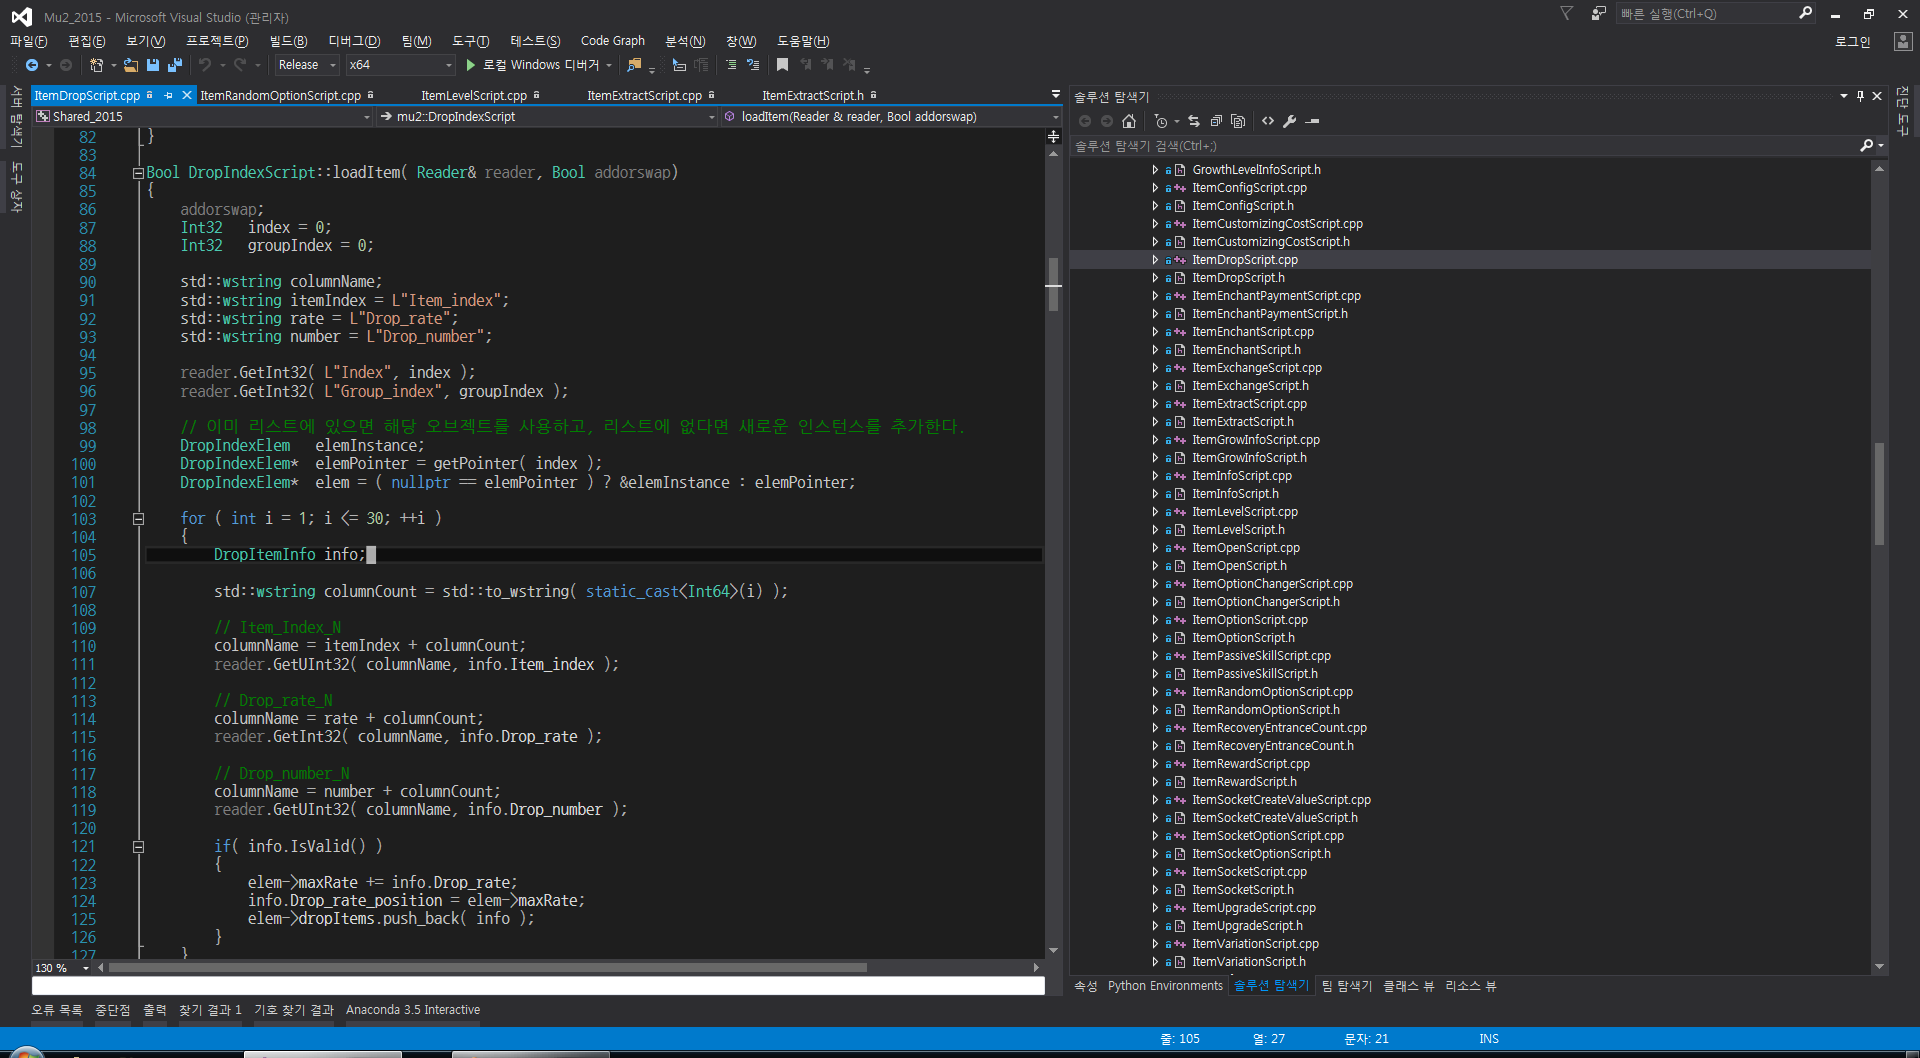 Mu2_2015 - Microsoft Visual Studio (관리자)
빠른 실행(Ctrl+Q)
파일(F) 편집(E) 보기(V) 프로젝트(P) 빌드(B) 디버그(D) 팀(M) 도구(T) 테스트(S) Code Graph 분석(N) 창(W) 도움말(H) 로그인
Release x64 로컬 Windows 디버거
서버 탐색기
도구 상자
ItemDropScript.cpp ItemRandomOptionScript.cpp ItemLevelScript.cpp ItemExtractScript.cpp ItemExtractScript.h
Shared_2015 mu2::DropIndexScript loadItem(Reader & reader, Bool addorswap)
82 }
83
84 Bool DropIndexScript::loadItem( Reader& reader, Bool addorswap)
85 {
86 addorswap;
87 Int32 index = 0;
88 Int32 groupIndex = 0;
89
90 std::wstring columnName;
91 std::wstring itemIndex = L"Item_index";
92 std::wstring rate = L"Drop_rate";
93 std::wstring number = L"Drop_number";
94
95 reader.GetInt32( L"Index", index );
96 reader.GetInt32( L"Group_index", groupIndex );
97
98 // 이미 리스트에 있으면 해당 오브젝트를 사용하고, 리스트에 없다면 새로운 인스턴스를 추가한다.
99 DropIndexElem elemInstance;
100 DropIndexElem* elemPointer = getPointer( index );
101 DropIndexElem* elem = ( nullptr == elemPointer ) ? &elemInstance : elemPointer;
102
103 for ( int i = 1; i <= 30; ++i )
104 {
105 DropItemInfo info;
106
107 std::wstring columnCount = std::to_wstring( static_cast<Int64>(i) );
108
109 // Item_Index_N
110 columnName = itemIndex + columnCount;
111 reader.GetUInt32( columnName, info.Item_index );
112
113 // Drop_rate_N
114 columnName = rate + columnCount;
115 reader.GetInt32( columnName, info.Drop_rate );
116
117 // Drop_number_N
118 columnName = number + columnCount;
119 reader.GetUInt32( columnName, info.Drop_number );
120
121 if( info.IsValid() )
122 {
123 elem->maxRate += info.Drop_rate;
124 info.Drop_rate_position = elem->maxRate;
125 elem->dropItems.push_back( info );
126 }
127 }
130 %
솔루션 탐색기
솔루션 탐색기 검색(Ctrl+;)
GrowthLevelInfoScript.h
ItemConfigScript.cpp
ItemConfigScript.h
ItemCustomizingCostScript.cpp
ItemCustomizingCostScript.h
ItemDropScript.cpp
ItemDropScript.h
ItemEnchantPaymentScript.cpp
ItemEnchantPaymentScript.h
ItemEnchantScript.cpp
ItemEnchantScript.h
ItemExchangeScript.cpp
ItemExchangeScript.h
ItemExtractScript.cpp
ItemExtractScript.h
ItemGrowInfoScript.cpp
ItemGrowInfoScript.h
ItemInfoScript.cpp
ItemInfoScript.h
ItemLevelScript.cpp
ItemLevelScript.h
ItemOpenScript.cpp
ItemOpenScript.h
ItemOptionChangerScript.cpp
ItemOptionChangerScript.h
ItemOptionScript.cpp
ItemOptionScript.h
ItemPassiveSkillScript.cpp
ItemPassiveSkillScript.h
ItemRandomOptionScript.cpp
ItemRandomOptionScript.h
ItemRecoveryEntranceCount.cpp
ItemRecoveryEntranceCount.h
ItemRewardScript.cpp
ItemRewardScript.h
ItemSocketCreateValueScript.cpp
ItemSocketCreateValueScript.h
ItemSocketOptionScript.cpp
ItemSocketOptionScript.h
ItemSocketScript.cpp
ItemSocketScript.h
ItemUpgradeScript.cpp
ItemUpgradeScript.h
ItemVariationScript.cpp
ItemVariationScript.h
속성 Python Environments 솔루션 탐색기 팀 탐색기 클래스 뷰 리소스 뷰
진단 도구
오류 목록 중단점 출력 찾기 결과 1 기호 찾기 결과 Anaconda 3.5 Interactive
줄: 105 열: 27 문자: 21 INS